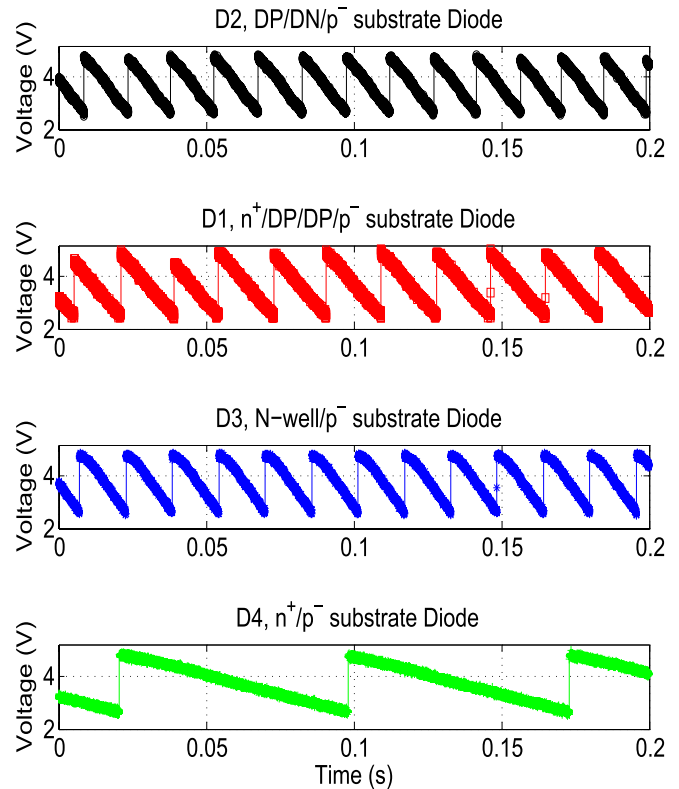 D2, DP/DN/p⁻ substrate Diode
Voltage (V)
4
2
0 0.05 0.1 0.15 0.2
D1, n⁺/DP/DP/p⁻ substrate Diode
Voltage (V)
4
2
0 0.05 0.1 0.15 0.2
D3, N−well/p⁻ substrate Diode
Voltage (V)
4
2
0 0.05 0.1 0.15 0.2
D4, n⁺/p⁻ substrate Diode
Voltage (V)
4
2
0 0.05 0.1 0.15 0.2
Time (s)